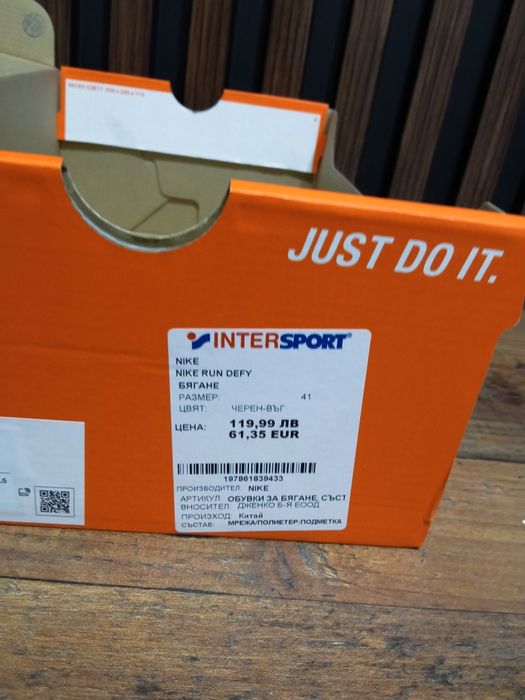 JUST DO IT.
INTERSPORT®
NIKE
NIKE RUN DEFY
БЯГАНЕ
РАЗМЕР: 41
ЦВЯТ: ЧЕРЕН-ВЪГ
ЦЕНА: 119,99 ЛВ
61,35 EUR
197861839433
ПРОИЗВОДИТЕЛ: NIKE
АРТИКУЛ: ОБУВКИ ЗА БЯГАНЕ, СЪСТ
ВНОСИТЕЛ: ДЖЕНКО Б-Я ЕООД
ПРОИЗХОД: Китай
СЪСТАВ: МРЕЖА/ПОЛИЕТЕР:ПОДМЕТКА